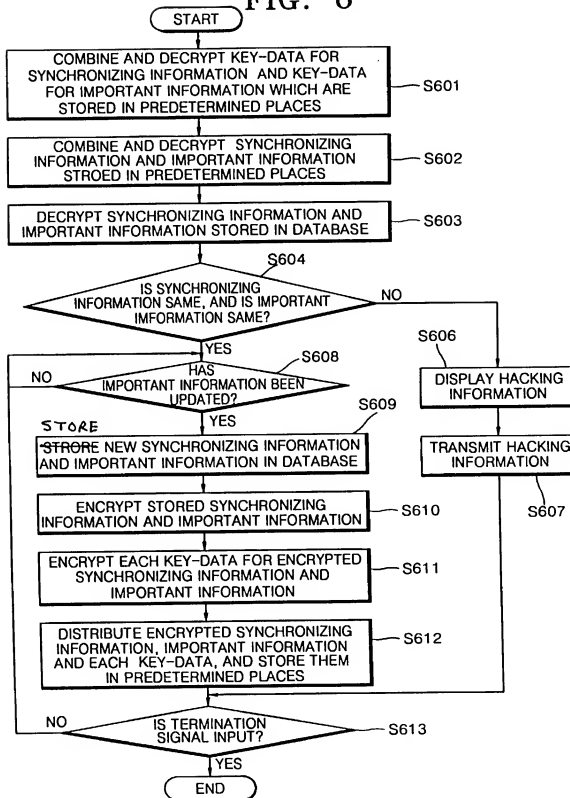 FIG. 6
START
COMBINE AND DECRYPT KEY-DATA FOR
SYNCHRONIZING INFORMATION AND KEY-DATA
FOR IMPORTANT INFORMATION WHICH ARE
STORED IN PREDETERMINED PLACES
S601
COMBINE AND DECRYPT SYNCHRONIZING
INFORMATION AND IMPORTANT INFORMATION
STROED IN PREDETERMINED PLACES
S602
DECRYPT SYNCHRONIZING INFORMATION AND
IMPORTANT INFORMATION STORED IN DATABASE
S603
S604
IS SYNCHRONIZING
INFORMATION SAME, AND IS IMPORTANT
IMFORMATION SAME?
NO
YES
S606
DISPLAY HACKING
INFORMATION
TRANSMIT HACKING
INFORMATION
S607
S608
HAS
IMPORTANT INFORMATION BEEN
UPDATED?
NO
YES
S609
STORE
STRORE NEW SYNCHRONIZING INFORMATION
AND IMPORTANT INFORMATION IN DATABASE
ENCRYPT STORED SYNCHRONIZING
INFORMATION AND IMPORTANT INFORMATION
S610
ENCRYPT EACH KEY-DATA FOR ENCRYPTED
SYNCHRONIZING INFORMATION AND
IMPORTANT INFORMATION
S611
DISTRIBUTE ENCRYPTED SYNCHRONIZING
INFORMATION, IMPORTANT INFORMATION
AND EACH KEY-DATA, AND STORE THEM
IN PREDETERMINED PLACES
S612
NO
IS TERMINATION
SIGNAL INPUT?
S613
YES
END